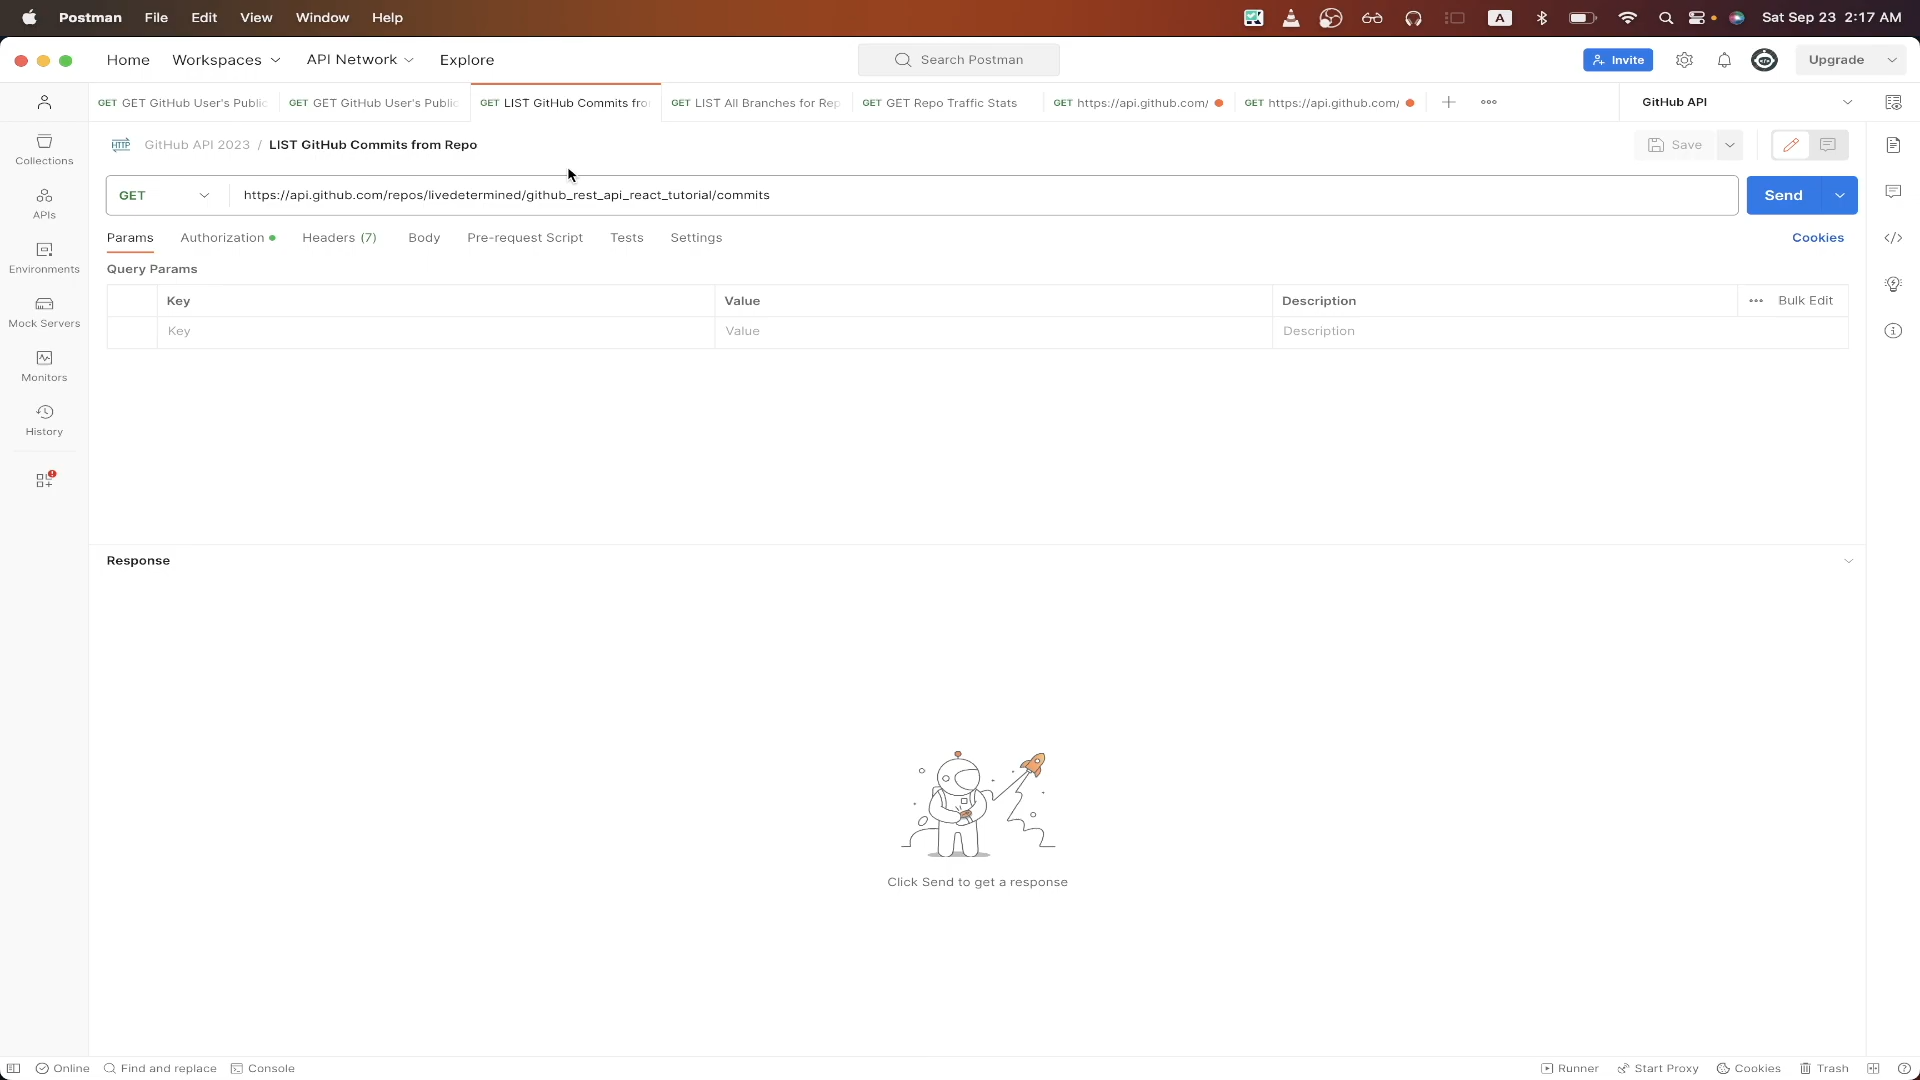 Postman File Edit View Window Help A Sat Sep 23 2:17 AM
Home Workspaces API Network Explore Search Postman Invite Upgrade
GET GET GitHub User's Public GET GET GitHub User's Public GET LIST GitHub Commits fro GET LIST All Branches for Rep GET GET Repo Traffic Stats GET https://api.github.com/ GET https://api.github.com/ GitHub API
HTTP GitHub API 2023 / LIST GitHub Commits from Repo Save
GET https://api.github.com/repos/livedetermined/github_rest_api_react_tutorial/commits Send
Params Authorization Headers (7) Body Pre-request Script Tests Settings Cookies
Query Params
Key Value Description Bulk Edit
Key Value Description
Collections
APIs
Environments
Mock Servers
Monitors
History
Response
Click Send to get a response
Online Find and replace Console Runner Start Proxy Cookies Trash